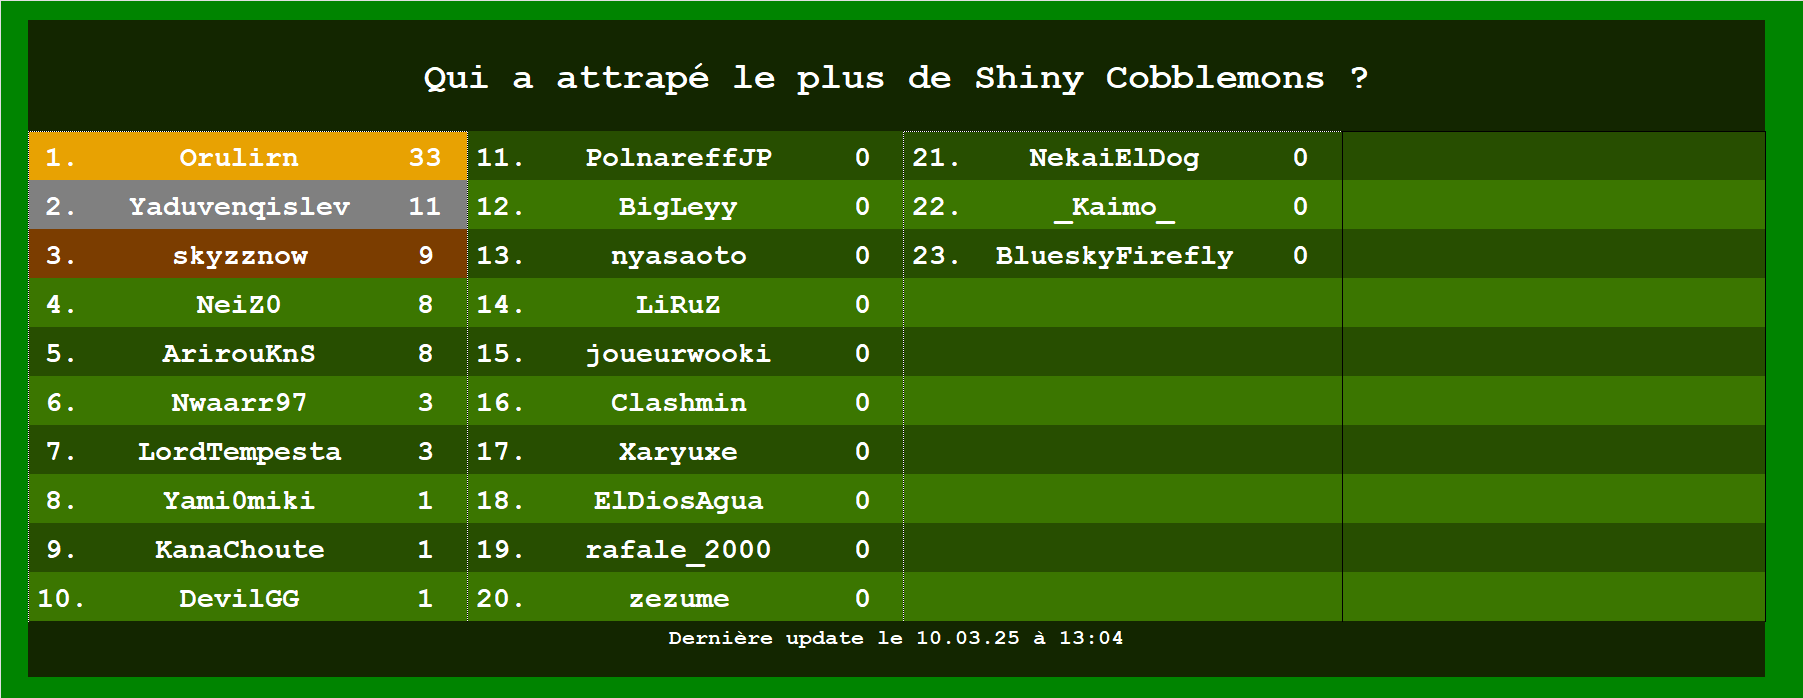 Qui a attrapé le plus de Shiny Cobblemons ?
1. Orulirn 33
2. Yaduvenqislev 11
3. skyzznow 9
4. NeiZ0 8
5. ArirouKnS 8
6. Nwaarr97 3
7. LordTempesta 3
8. Yami0miki 1
9. KanaChoute 1
10. DevilGG 1
11. PolnareffJP 0
12. BigLeyy 0
13. nyasaoto 0
14. LiRuZ 0
15. joueurwooki 0
16. Clashmin 0
17. Xaryuxe 0
18. ElDiosAgua 0
19. rafale_2000 0
20. zezume 0
21. NekaiElDog 0
22. _Kaimo_ 0
23. BlueskyFirefly 0
Dernière update le 10.03.25 à 13:04